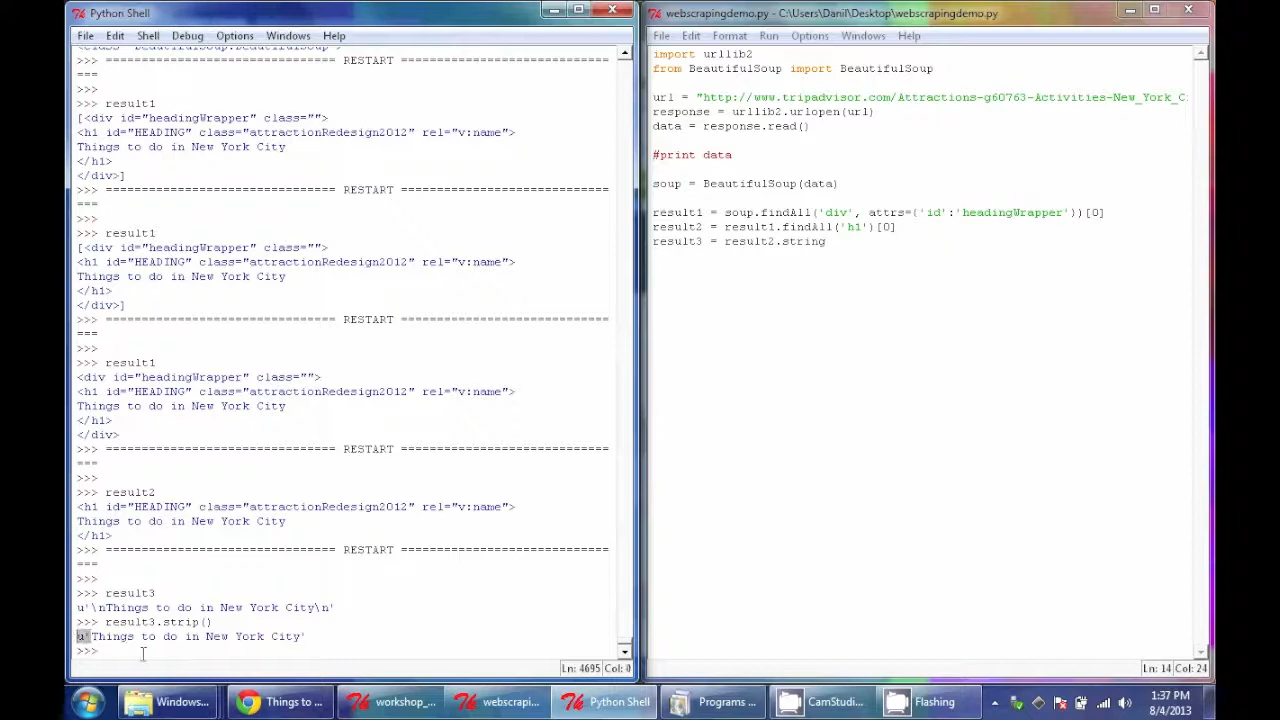 Python Shell
File Edit Shell Debug Options Windows Help
>>> ================================ RESTART ================================
>>>
>>> result1
[<div id="headingWrapper" class="">
<h1 id="HEADING" class="attractionRedesign2012" rel="v:name">
Things to do in New York City
</h1>
</div>]
>>> ================================ RESTART ================================
>>>
>>> result1
[<div id="headingWrapper" class="">
<h1 id="HEADING" class="attractionRedesign2012" rel="v:name">
Things to do in New York City
</h1>
</div>]
>>> ================================ RESTART ================================
>>>
>>> result1
<div id="headingWrapper" class="">
<h1 id="HEADING" class="attractionRedesign2012" rel="v:name">
Things to do in New York City
</h1>
</div>
>>> ================================ RESTART ================================
>>>
>>> result2
<h1 id="HEADING" class="attractionRedesign2012" rel="v:name">
Things to do in New York City
</h1>
>>> ================================ RESTART ================================
>>>
>>> result3
u'\nThings to do in New York City\n'
>>> result3.strip()
u'Things to do in New York City'
>>>
Ln: 4695 Col: 0
webscrapingdemo.py - C:\Users\Danil\Desktop\webscrapingdemo.py
File Edit Format Run Options Windows Help
import urllib2
from BeautifulSoup import BeautifulSoup
url = "http://www.tripadvisor.com/Attractions-g60763-Activities-New_York_C
response = urllib2.urlopen(url)
data = response.read()
#print data
soup = BeautifulSoup(data)
result1 = soup.findAll('div', attrs={'id':'headingWrapper'})[0]
result2 = result1.findAll('h1')[0]
result3 = result2.string
Ln: 14 Col: 24
Windows... Things to ... workshop_... webscrapi... Python Shell Programs ... CamStudi... Flashing
1:37 PM
8/4/2013